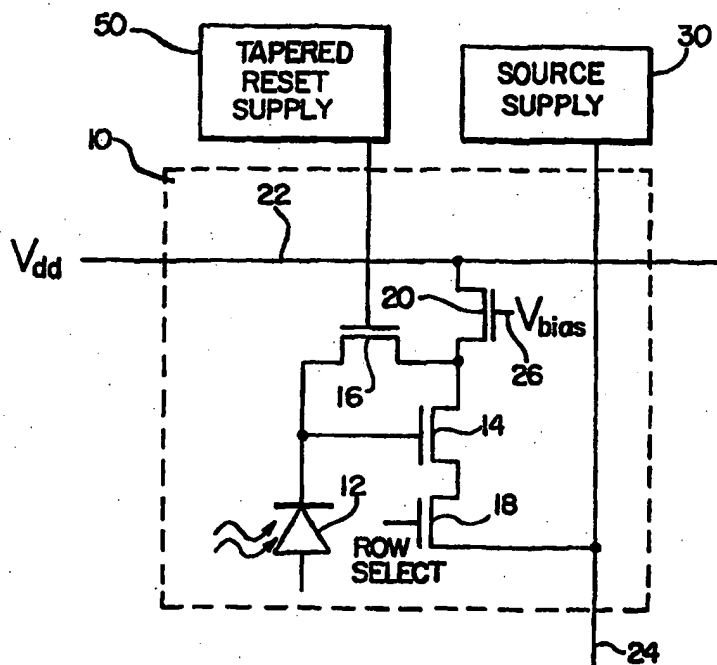 50
TAPERED
RESET
SUPPLY
30
SOURCE
SUPPLY
10
22
Vdd
20
Vbias
26
16
14
12
18
ROW
SELECT
24